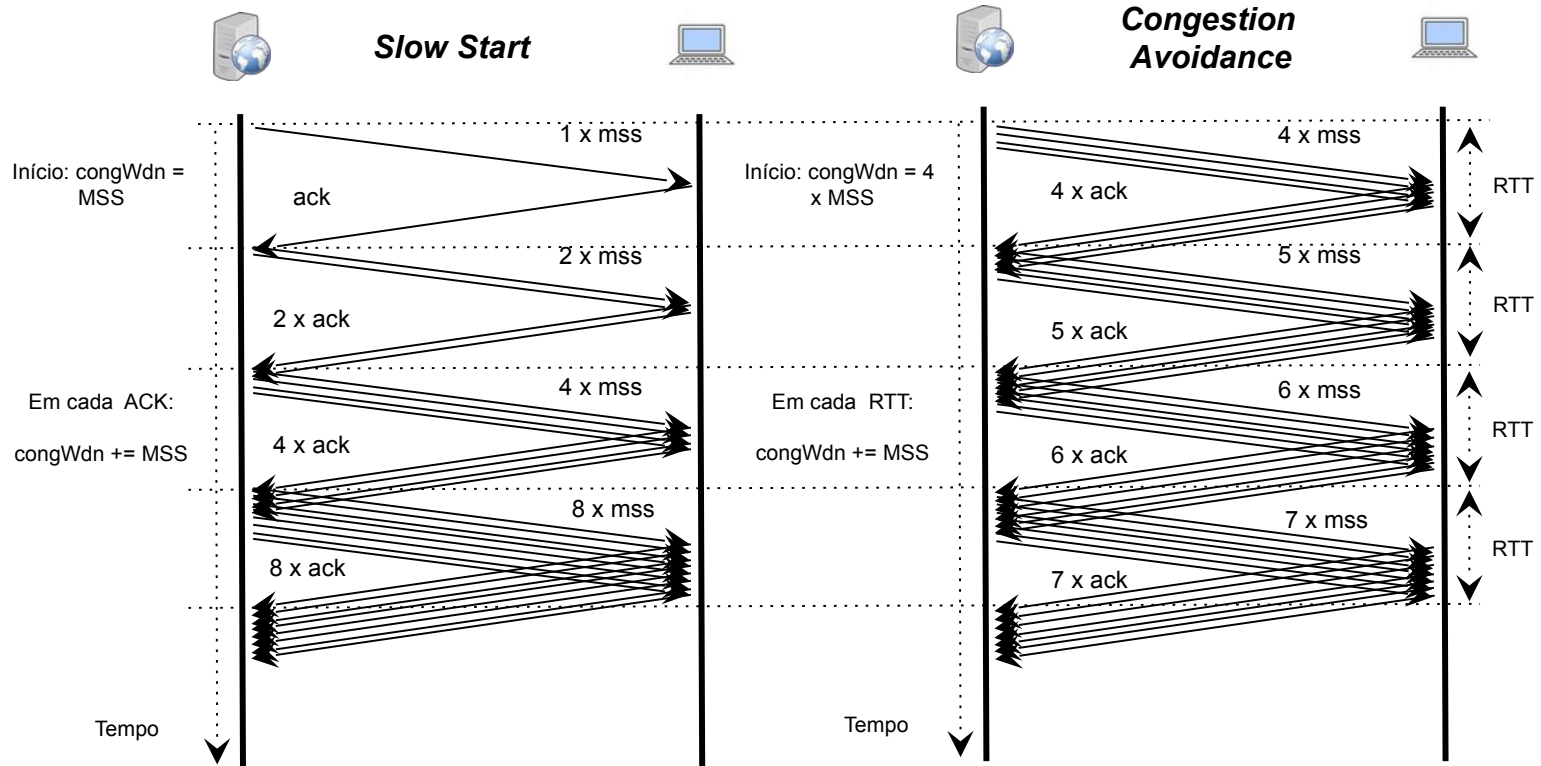 Slow Start
1 x mss
Início: congWdn =
MSS
ack
2 x mss
2 x ack
4 x mss
Em cada ACK:
congWdn += MSS
4 x ack
8 x mss
8 x ack
Tempo
Congestion
Avoidance
4 x mss
Início: congWdn = 4
x MSS
4 x ack
RTT
5 x mss
RTT
5 x ack
6 x mss
Em cada RTT:
congWdn += MSS
RTT
6 x ack
7 x mss
RTT
7 x ack
Tempo